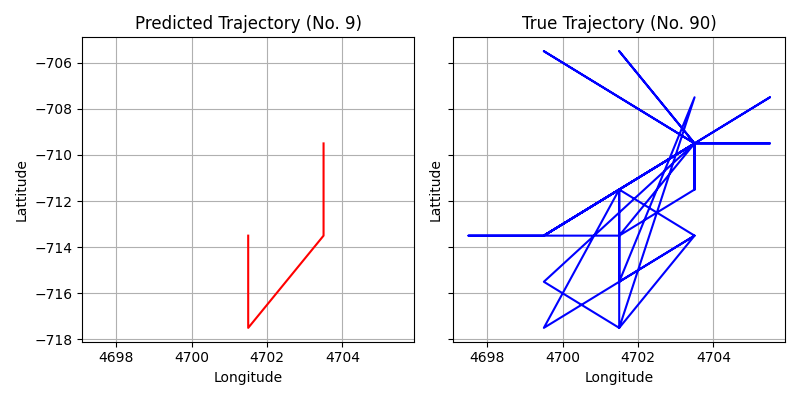 Predicted Trajectory (No. 9)
True Trajectory (No. 90)
Lattitude
−706
−708
−710
−712
−714
−716
−718
4698
4700
4702
4704
Longitude
Lattitude
4698
4700
4702
4704
Longitude